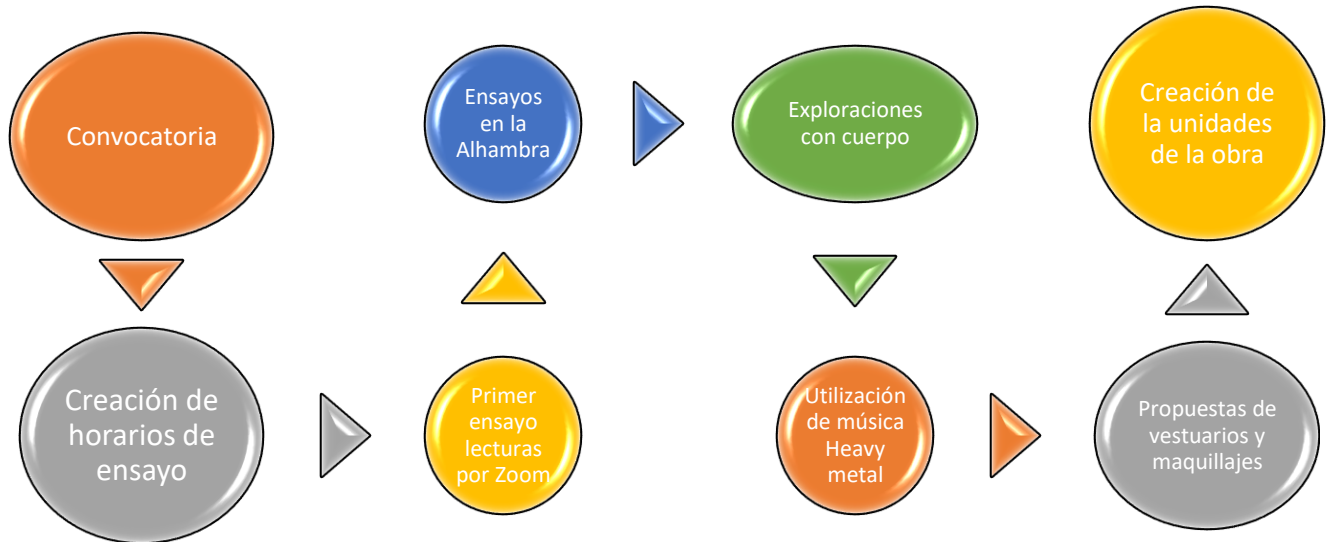 Convocatoria
Creación de
horarios de
ensayo
Primer
ensayo
lecturas
por Zoom
Ensayos
en la
Alhambra
Exploraciones
con cuerpo
Utilización
de música
Heavy
metal
Propuestas de
vestuarios y
maquillajes
Creación de
la unidades
de la obra